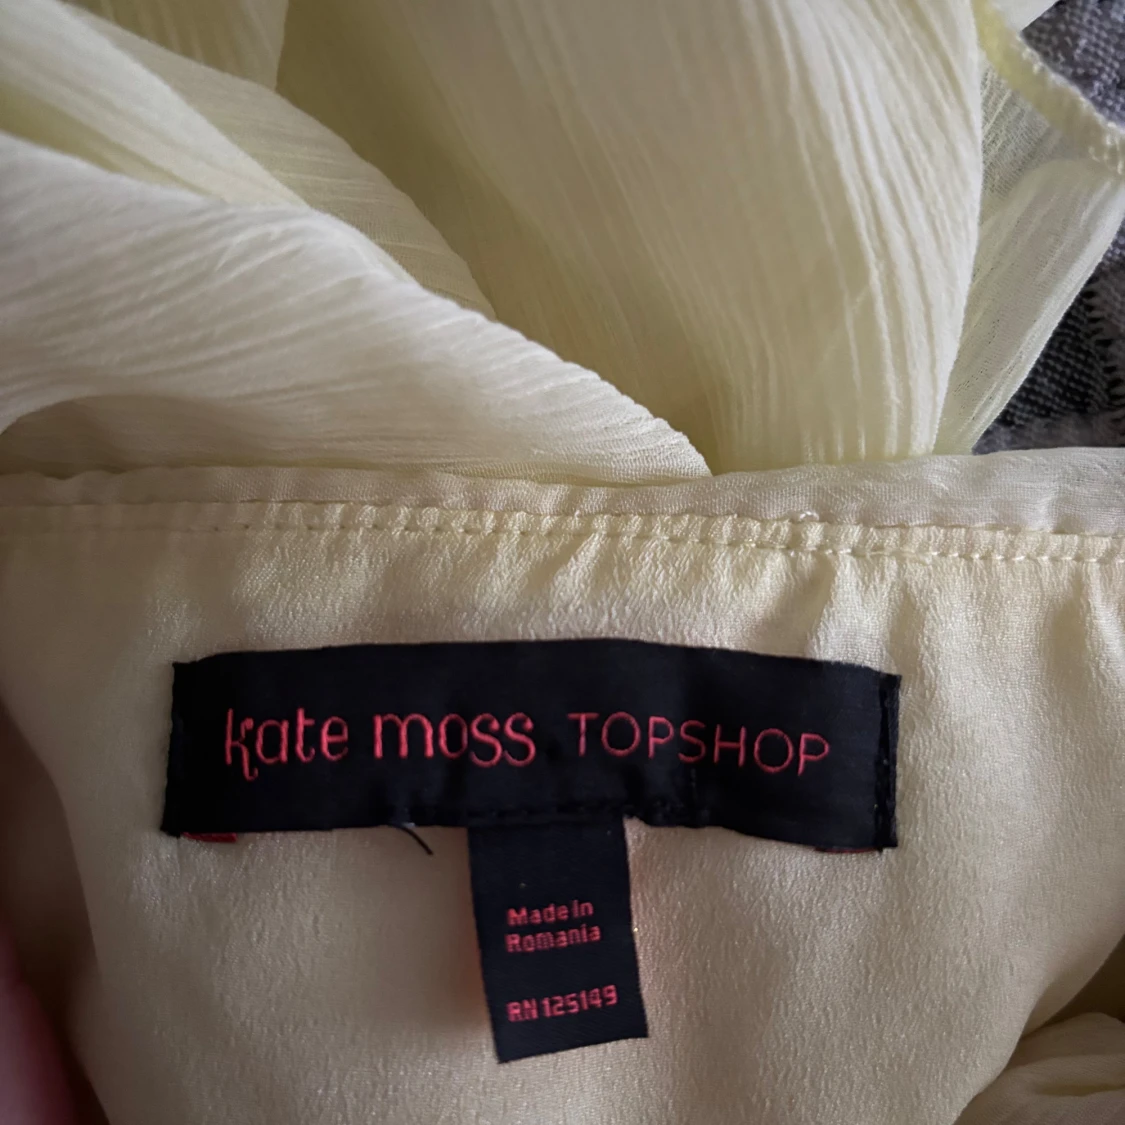 kate moss TOPSHOP
Made in
Romania
RN 125149